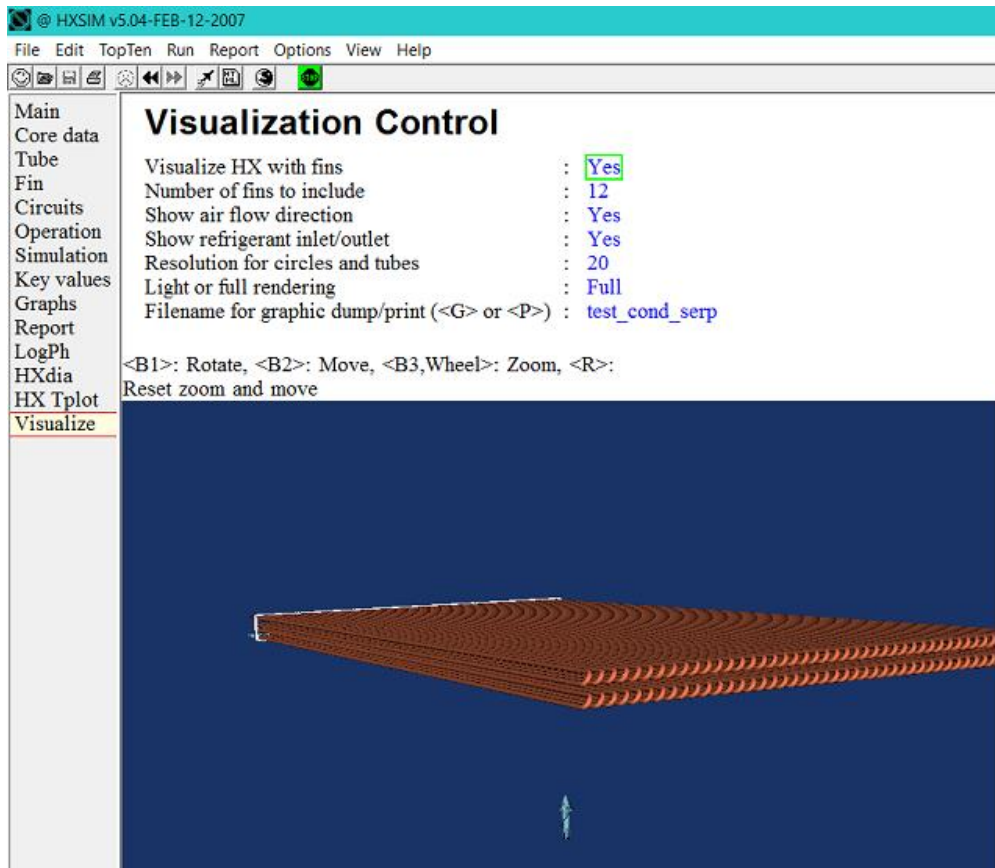 @ HXSIM v5.04-FEB-12-2007
File Edit TopTen Run Report Options View Help
Main
Core data
Tube
Fin
Circuits
Operation
Simulation
Key values
Graphs
Report
LogPh
HXdia
HX Tplot
Visualize
Visualization Control
Visualize HX with fins : Yes
Number of fins to include : 12
Show air flow direction : Yes
Show refrigerant inlet/outlet : Yes
Resolution for circles and tubes : 20
Light or full rendering : Full
Filename for graphic dump/print (<G> or <P>) : test_cond_serp
<B1>: Rotate, <B2>: Move, <B3,Wheel>: Zoom, <R>:
Reset zoom and move